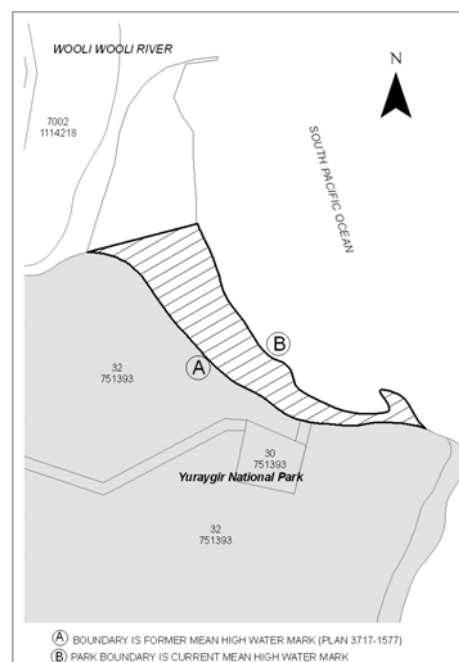 WOOLI WOOLI RIVER
N
7002
1114218
SOUTH PACIFIC OCEAN
B
32
751393
A
30
751393
Yuraygir National Park
32
751393
A BOUNDARY IS FORMER MEAN HIGH WATER MARK (PLAN 3717-1577)
B PARK BOUNDARY IS CURRENT MEAN HIGH WATER MARK